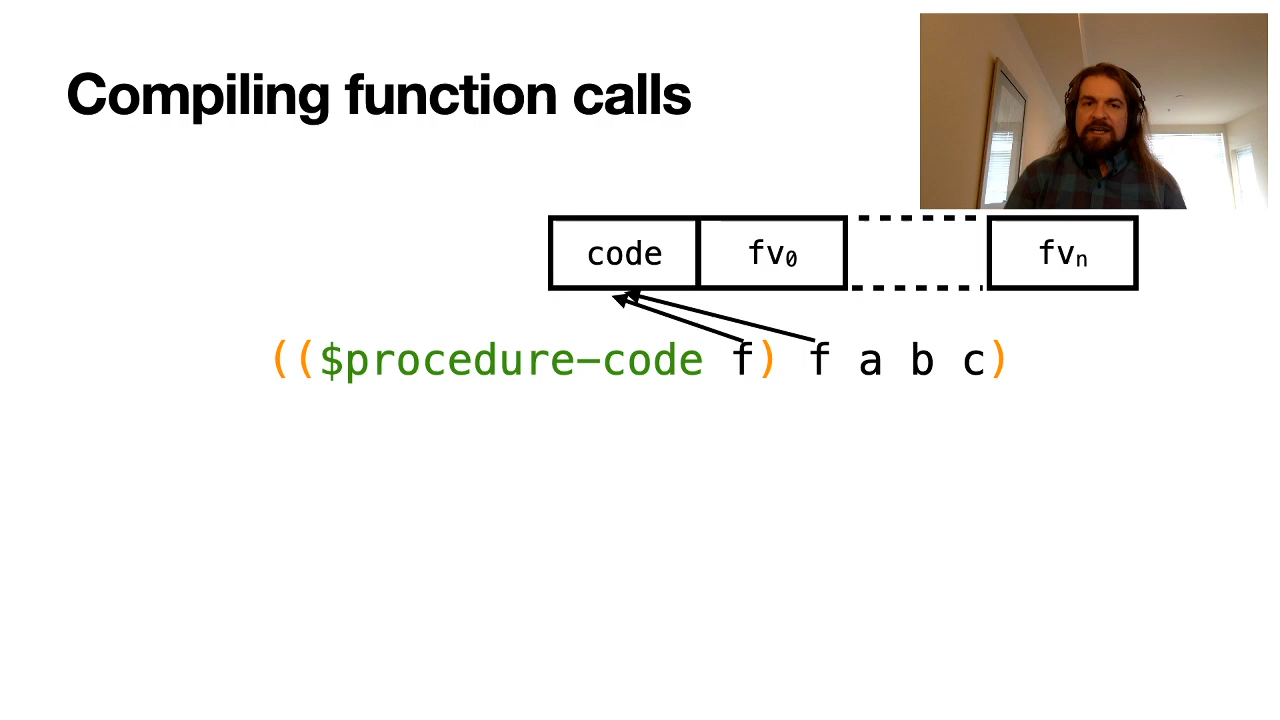 Compiling function calls
code fv₀ fvₙ
(($procedure-code f) f a b c)